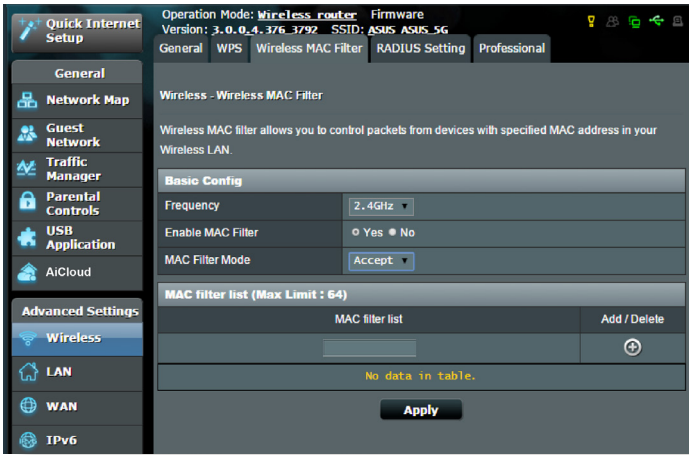 Quick Internet
Setup
Operation Mode: Wireless router Firmware
Version: 3.0.0.4.376_3792 SSID: ASUS ASUS_5G
General WPS Wireless MAC Filter RADIUS Setting Professional
General
Network Map
Guest
Network
Traffic
Manager
Parental
Controls
USB
Application
AiCloud
Advanced Settings
Wireless
LAN
WAN
IPv6
Wireless - Wireless MAC Filter
Wireless MAC filter allows you to control packets from devices with specified MAC address in your
Wireless LAN.
Basic Config
Frequency 2.4GHz
Enable MAC Filter Yes No
MAC Filter Mode Accept
MAC filter list (Max Limit : 64)
MAC filter list Add / Delete
No data in table.
Apply